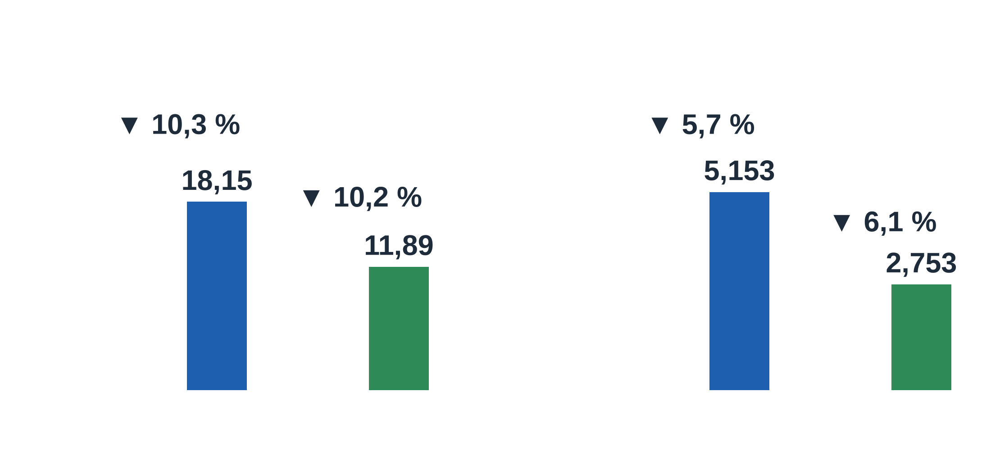 ▼ 10,3 %
18,15
▼ 10,2 %
11,89
▼ 5,7 %
5,153
▼ 6,1 %
2,753